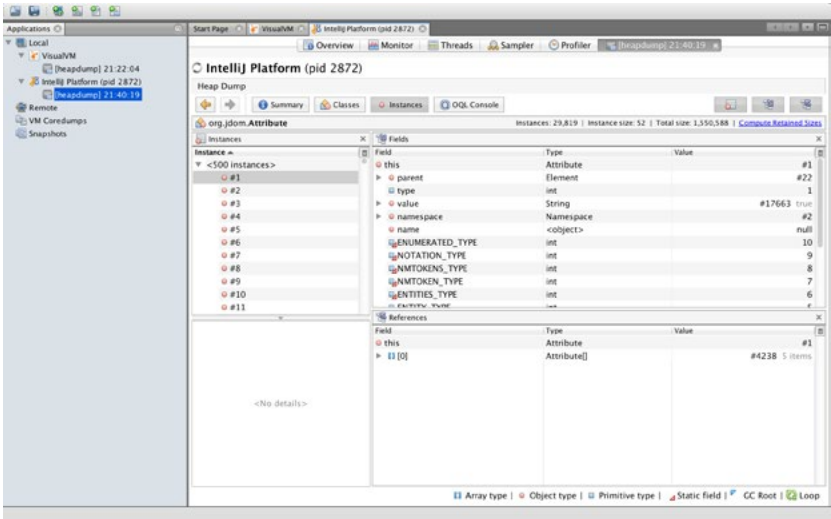 Applications
Start Page
VisualVM
Intellij Platform (pid 2872)
Local
VisualVM
[heapdump] 21:22:04
Intellij Platform (pid 2872)
[heapdump] 21:40:19
Remote
VM Coredumps
Snapshots
Overview
Monitor
Threads
Sampler
Profiler
[heapdump] 21:40:19
IntelliJ Platform (pid 2872)
Heap Dump
Summary
Classes
Instances
OQL Console
org.jdom.Attribute
Instances: 29,819 | Instance size: 52 | Total size: 1,550,588 | Compute Retained Sizes
Instances
Fields
Instance
Field Type Value
<500 instances>
#1
#2
#3
#4
#5
#6
#7
#8
#9
#10
#11
this Attribute #1
parent Element #22
type int 1
value String #17663 true
namespace Namespace #2
name <object> null
ENUMERATED_TYPE int 10
NOTATION_TYPE int 9
NMTOKENS_TYPE int 8
NMTOKEN_TYPE int 7
ENTITIES_TYPE int 6
ENTITY_TYPE int 5
References
Field Type Value
this Attribute #1
[0] Attribute[] #4238 5 items
<No details>
Array type | Object type | Primitive type | Static field | GC Root | Loop